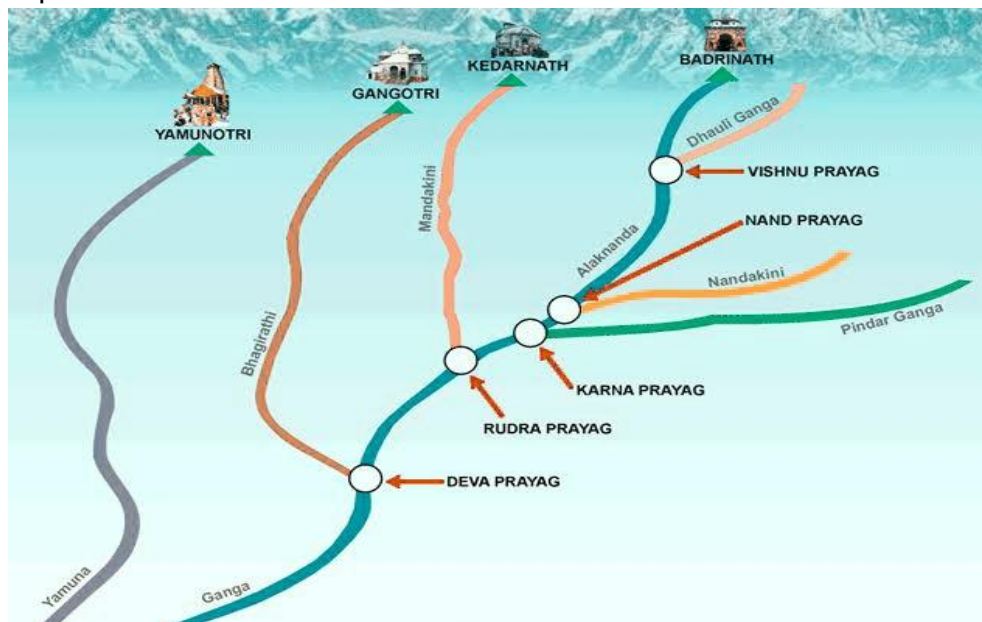 KEDARNATH
BADRINATH
GANGOTRI
YAMUNOTRI
Dhauli Ganga
VISHNU PRAYAG
Mandakini
NAND PRAYAG
Alaknanda
Nandakini
Pindar Ganga
Bhagirathi
KARNA PRAYAG
RUDRA PRAYAG
DEVA PRAYAG
Yamuna
Ganga